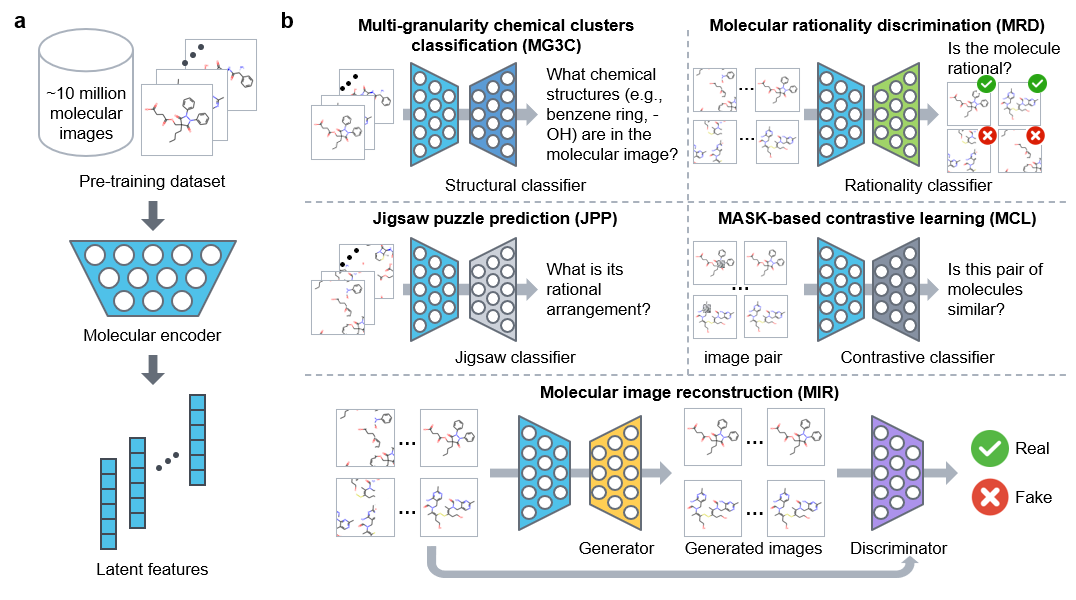 a
~10 million
molecular
images
Pre-training dataset
Molecular encoder
Latent features
b
Multi-granularity chemical clusters
classification (MG3C)
What chemical
structures (e.g.,
benzene ring, -
OH) are in the
molecular image?
Structural classifier
Molecular rationality discrimination (MRD)
Is the molecule
rational?
Rationality classifier
Jigsaw puzzle prediction (JPP)
What is its
rational
arrangement?
Jigsaw classifier
MASK-based contrastive learning (MCL)
...
image pair
Is this pair of
molecules
similar?
Contrastive classifier
Molecular image reconstruction (MIR)
Generator
Generated images
Discriminator
Real
Fake